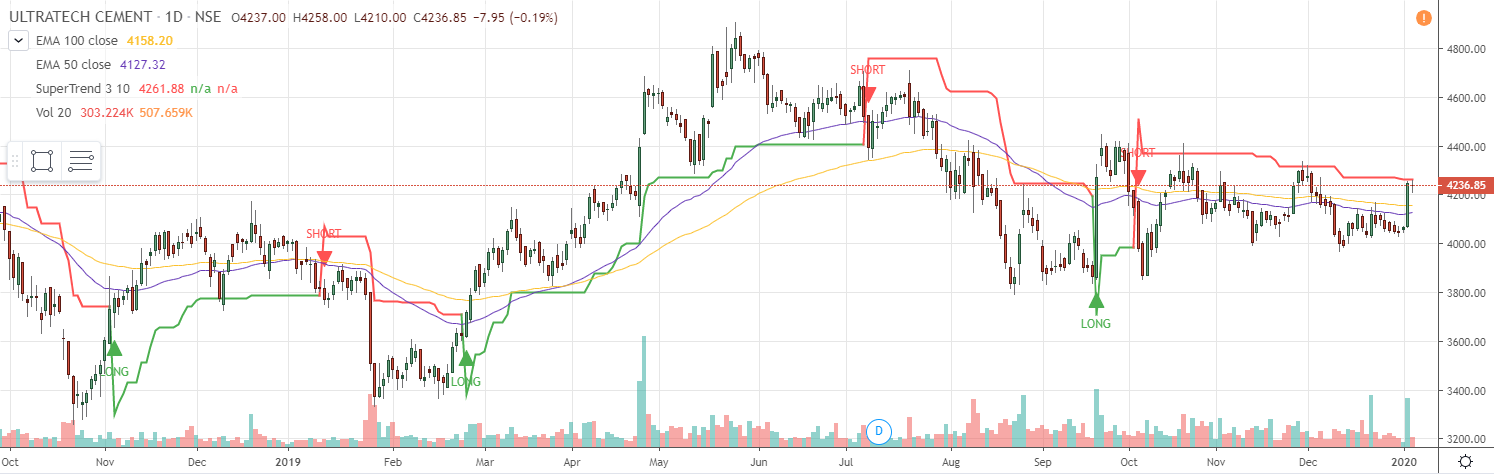 ULTRATECH CEMENT · 1D · NSE O4237.00 H4258.00 L4210.00 C4236.85 −7.95 (−0.19%)
EMA 100 close 4158.20
EMA 50 close 4127.32
SuperTrend 3 10 4261.88 n/a n/a
Vol 20 303.224K 507.659K
!
4800.00
SHORT
4600.00
4400.00
SHORT
4236.85
4200.00
SHORT
4000.00
3800.00
LONG
3600.00
LONG
LONG
3400.00
D
3200.00
Oct Nov Dec 2019 Feb Mar Apr May Jun Jul Aug Sep Oct Nov Dec 2020